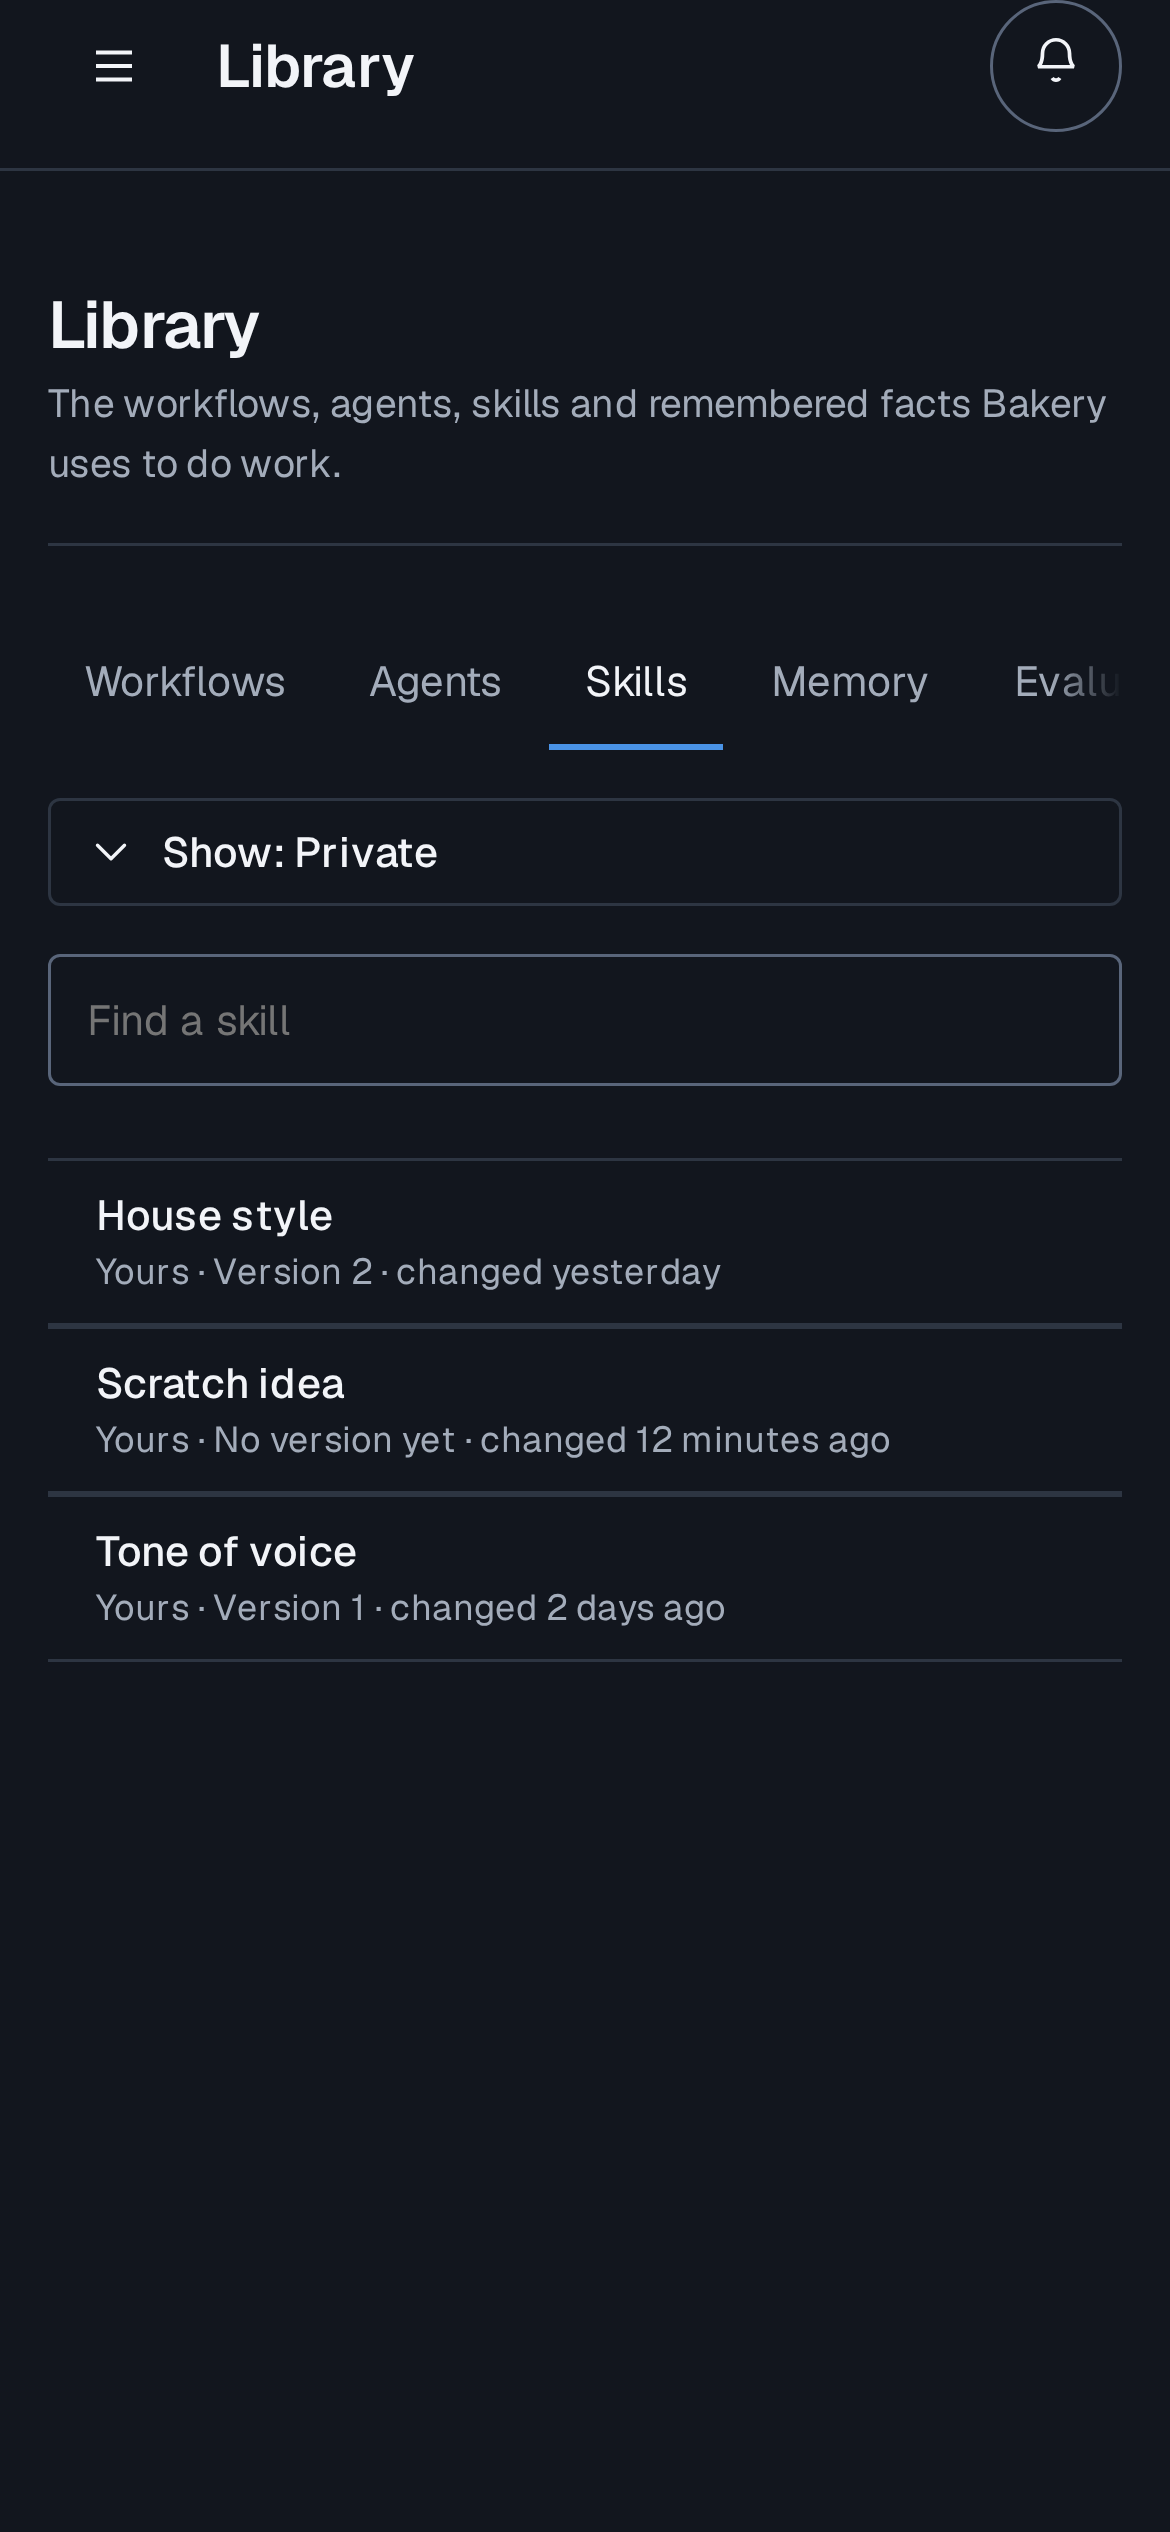 Library
Library
The workflows, agents, skills and remembered facts Bakery
uses to do work.
Workflows Agents Skills Memory Evalu
Show: Private
Find a skill
House style
Yours · Version 2 · changed yesterday
Scratch idea
Yours · No version yet · changed 12 minutes ago
Tone of voice
Yours · Version 1 · changed 2 days ago